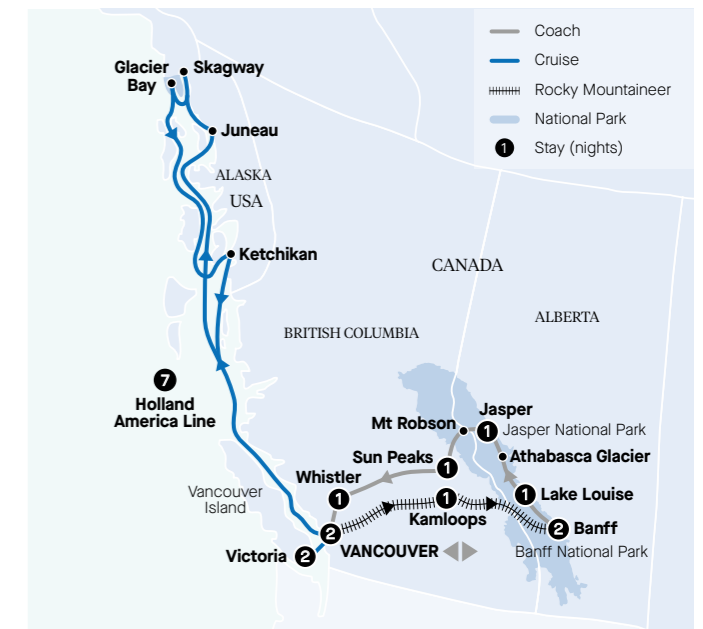 Coach
Cruise
Rocky Mountaineer
National Park
1 Stay (nights)
Glacier
Bay
Skagway
Juneau
ALASKA
USA
Ketchikan
CANADA
ALBERTA
BRITISH COLUMBIA
7
Holland
America Line
Mt Robson
Jasper
1
Jasper National Park
Sun Peaks
1
Athabasca Glacier
Whistler
1
Vancouver
Island
1
Kamloops
1 Lake Louise
2 Banff
Banff National Park
2
VANCOUVER
Victoria 2